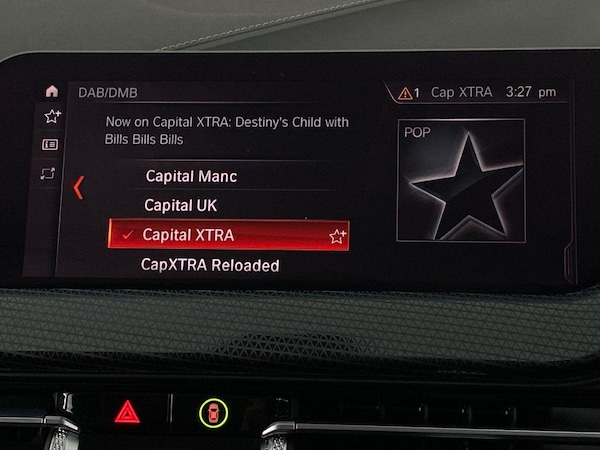 DAB/DMB
1 Cap XTRA 3:27 pm
Now on Capital XTRA: Destiny's Child with
Bills Bills Bills
POP
Capital Manc
Capital UK
Capital XTRA
CapXTRA Reloaded